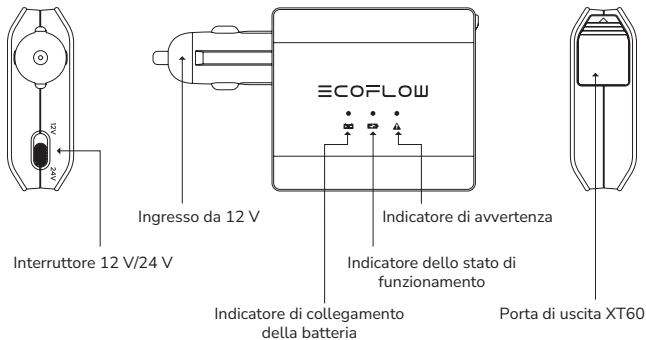 12V
24V
ECOFLOW
Ingresso da 12 V
Indicatore di avvertenza
Interruttore 12 V/24 V
Indicatore dello stato di
funzionamento
Indicatore di collegamento
della batteria
Porta di uscita XT60